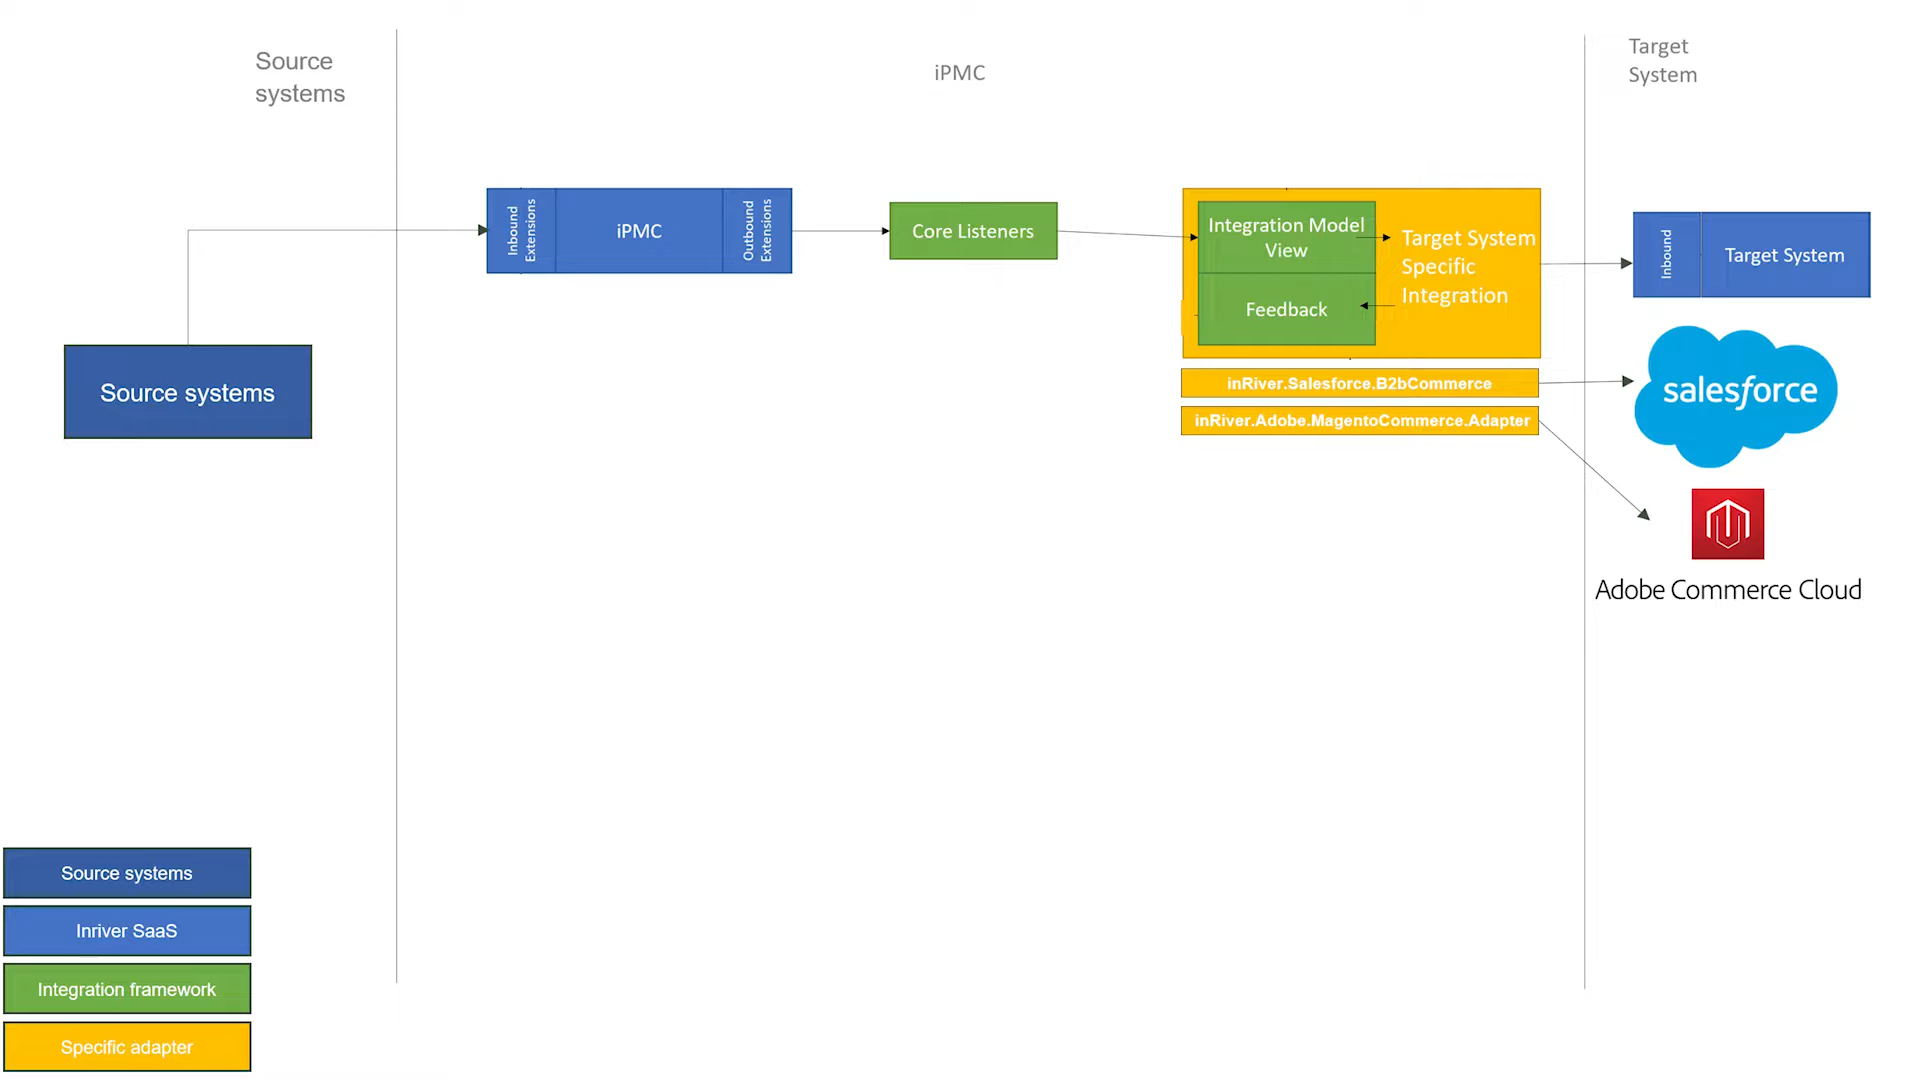 Source
systems
iPMC
Target
System
Inbound
Extensions
iPMC
Outbound
Extensions
Core Listeners
Integration Model
View
Feedback
Target System
Specific
Integration
Inbound
Target System
Source systems
inRiver.Salesforce.B2bCommerce
inRiver.Adobe.MagentoCommerce.Adapter
salesforce
Adobe Commerce Cloud
Source systems
Inriver SaaS
Integration framework
Specific adapter